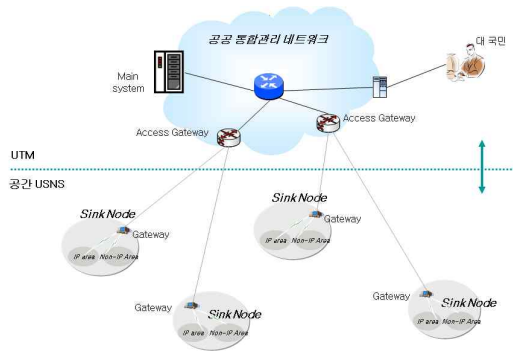 공공 통합관리 네트워크
대 국민
Main
system
Access Gateway
Access Gateway
UTM
공간 USNS
Sink Node
Gateway
IP area Non-IP Area
Sink Node
Gateway
IP area Non-IP Area
Gateway
Sink Node
IP area Non-IP Area
Gateway
Sink Node
IP area Non-IP Area